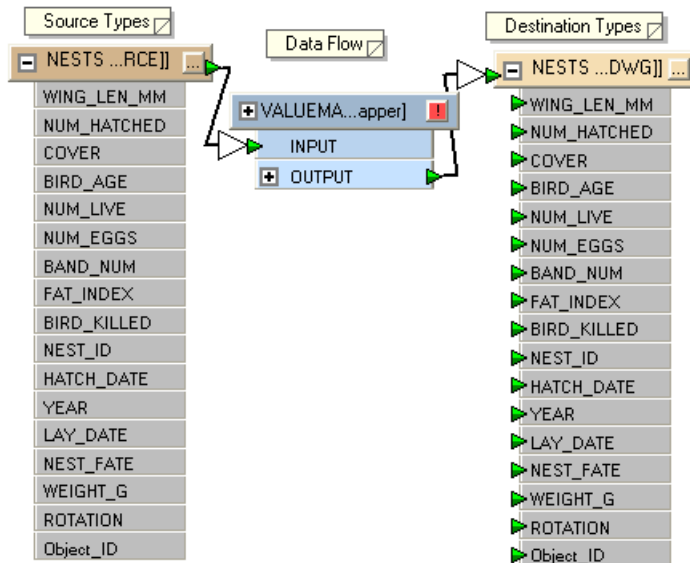 Source Types
Data Flow
Destination Types
NESTS ...RCE]] ...
WING_LEN_MM
NUM_HATCHED
COVER
BIRD_AGE
NUM_LIVE
NUM_EGGS
BAND_NUM
FAT_INDEX
BIRD_KILLED
NEST_ID
HATCH_DATE
YEAR
LAY_DATE
NEST_FATE
WEIGHT_G
ROTATION
Object_ID
VALUEMA...apper] !
INPUT
OUTPUT
NESTS ...DWG]] ...
WING_LEN_MM
NUM_HATCHED
COVER
BIRD_AGE
NUM_LIVE
NUM_EGGS
BAND_NUM
FAT_INDEX
BIRD_KILLED
NEST_ID
HATCH_DATE
YEAR
LAY_DATE
NEST_FATE
WEIGHT_G
ROTATION
Object_ID